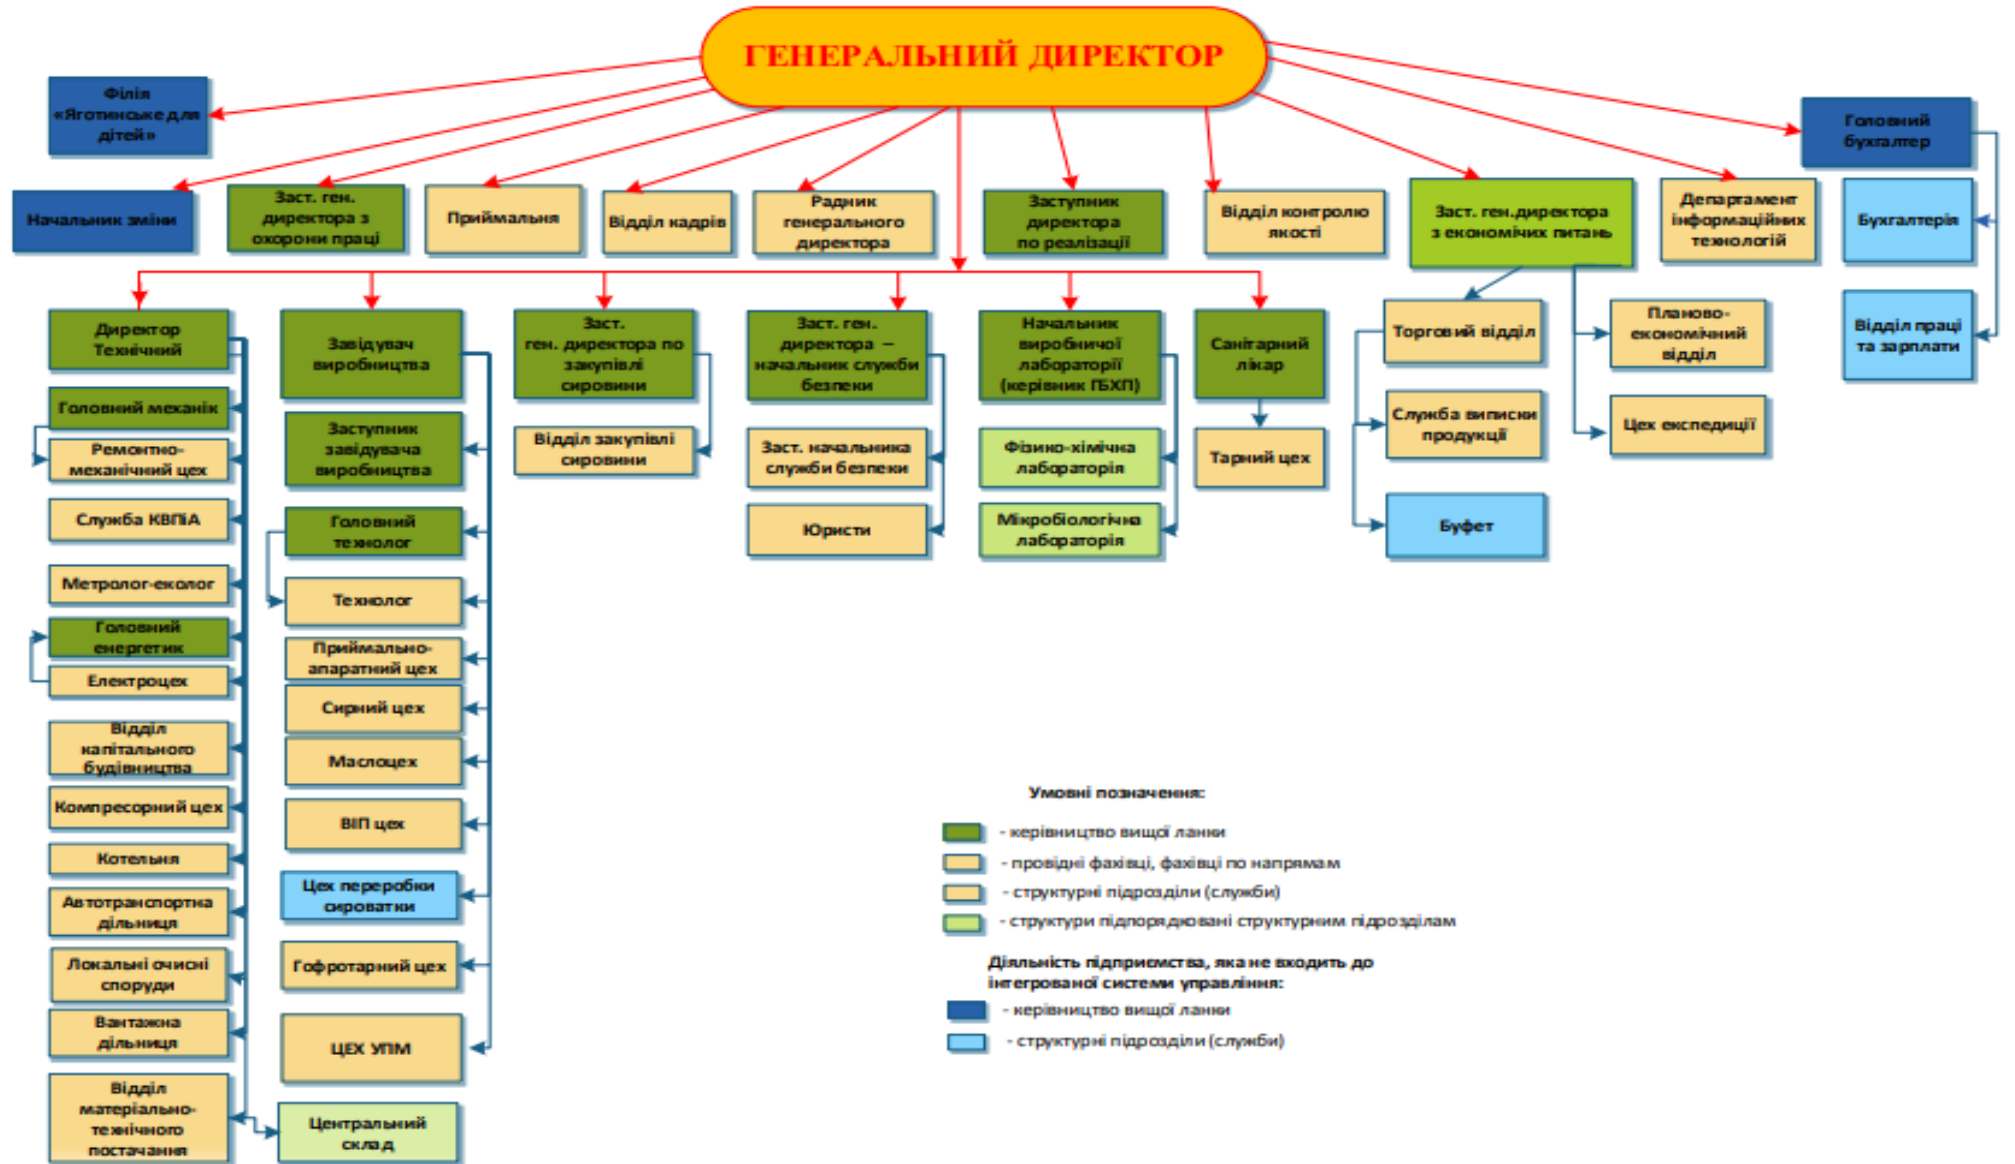 ГЕНЕРАЛЬНИЙ ДИРЕКТОР
Філія
«Яготинське для
дітей»
Головний
бухгалтер
Начальник зміни
Заст. ген.
директора з
охорони праці
Приймальня
Відділ кадрів
Радник
генерального
директора
Заступник
директора
по реалізації
Відділ контролю
якості
Заст. ген.директора
з економічих питань
Департамент
інформаційних
технологій
Бухгалтерія
Відділ праці
та зарплати
Директор
Технічний
Завідувач
виробництва
Заст.
ген. директора по
закупівлі
сировини
Заст. ген.
директора –
начальник служби
безпеки
Начальник
виробничої
лабораторії
(керівник ГБХП)
Санітарний
лікар
Торговий відділ
Планово-
економічний
відділ
Головний механік
Ремонтно-
механічний цех
Служба КВПіА
Метролог-еколог
Головний
енергетик
Електроцех
Відділ
капітального
будівництва
Компресорний цех
Котельня
Автотранспортна
дільниця
Локальні очисні
споруди
Вантажна
дільниця
Відділ
матеріально-
технічного
постачання
Заступник
завідувача
виробництва
Головний
технолог
Технолог
Приймально-
апаратний цех
Сирний цех
Маслоцех
ВІП цех
Цех переробки
сироватки
Гофротарний цех
ЦЕХ УПМ
Центральний
склад
Відділ закупівлі
сировини
Заст. начальника
служби безпеки
Юристи
Фізико-хімічна
лабораторія
Мікробіологічна
лабораторія
Тарний цех
Служба виписки
продукції
Буфет
Цех експедиції
Умовні позначення:
- керівництво вищої ланки
- провідні фахівці, фахівці по напрямам
- структурні підрозділи (служби)
- структури підпорядковані структурним підрозділам
Діяльність підприємства, яка не входить до
інтегрованої системи управління:
- керівництво вищої ланки
- структурні підрозділи (служби)